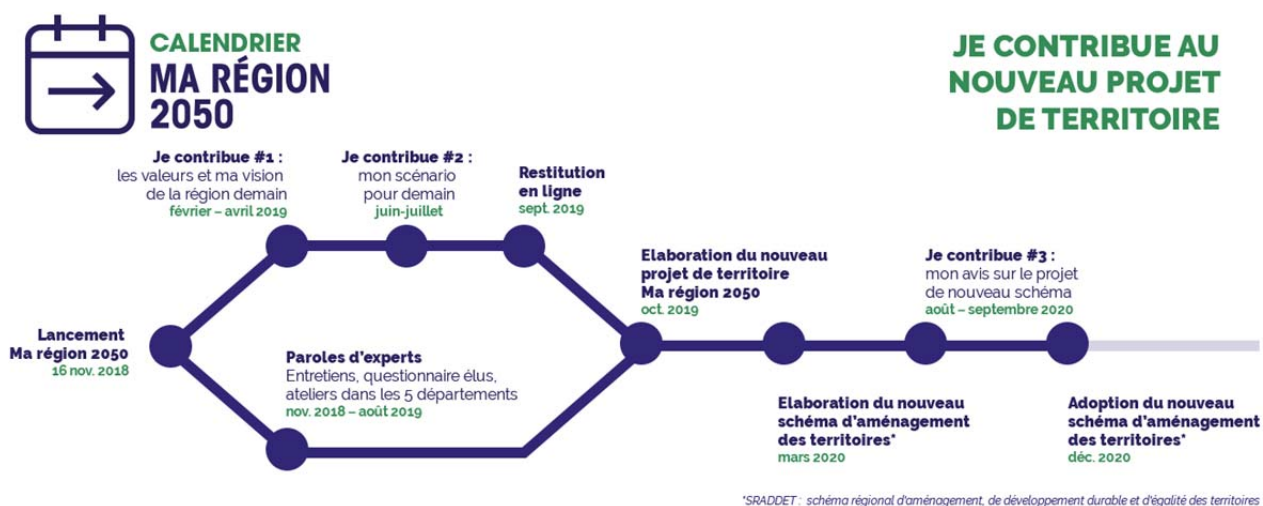 CALENDRIER
MA RÉGION
2050
JE CONTRIBUE AU
NOUVEAU PROJET
DE TERRITOIRE
Je contribue #1 :
les valeurs et ma vision
de la région demain
février – avril 2019
Je contribue #2 :
mon scénario
pour demain
juin-juillet
Restitution
en ligne
sept. 2019
Elaboration du nouveau
projet de territoire
Ma région 2050
oct. 2019
Je contribue #3 :
mon avis sur le projet
de nouveau schéma
août – septembre 2020
Lancement
Ma région 2050
16 nov. 2018
Paroles d'experts
Entretiens, questionnaire élus,
ateliers dans les 5 départements
nov. 2018 – août 2019
Elaboration du nouveau
schéma d'aménagement
des territoires*
mars 2020
Adoption du nouveau
schéma d'aménagement
des territoires*
déc. 2020
*SRADDET : schéma régional d'aménagement, de développement durable et d'égalité des territoires